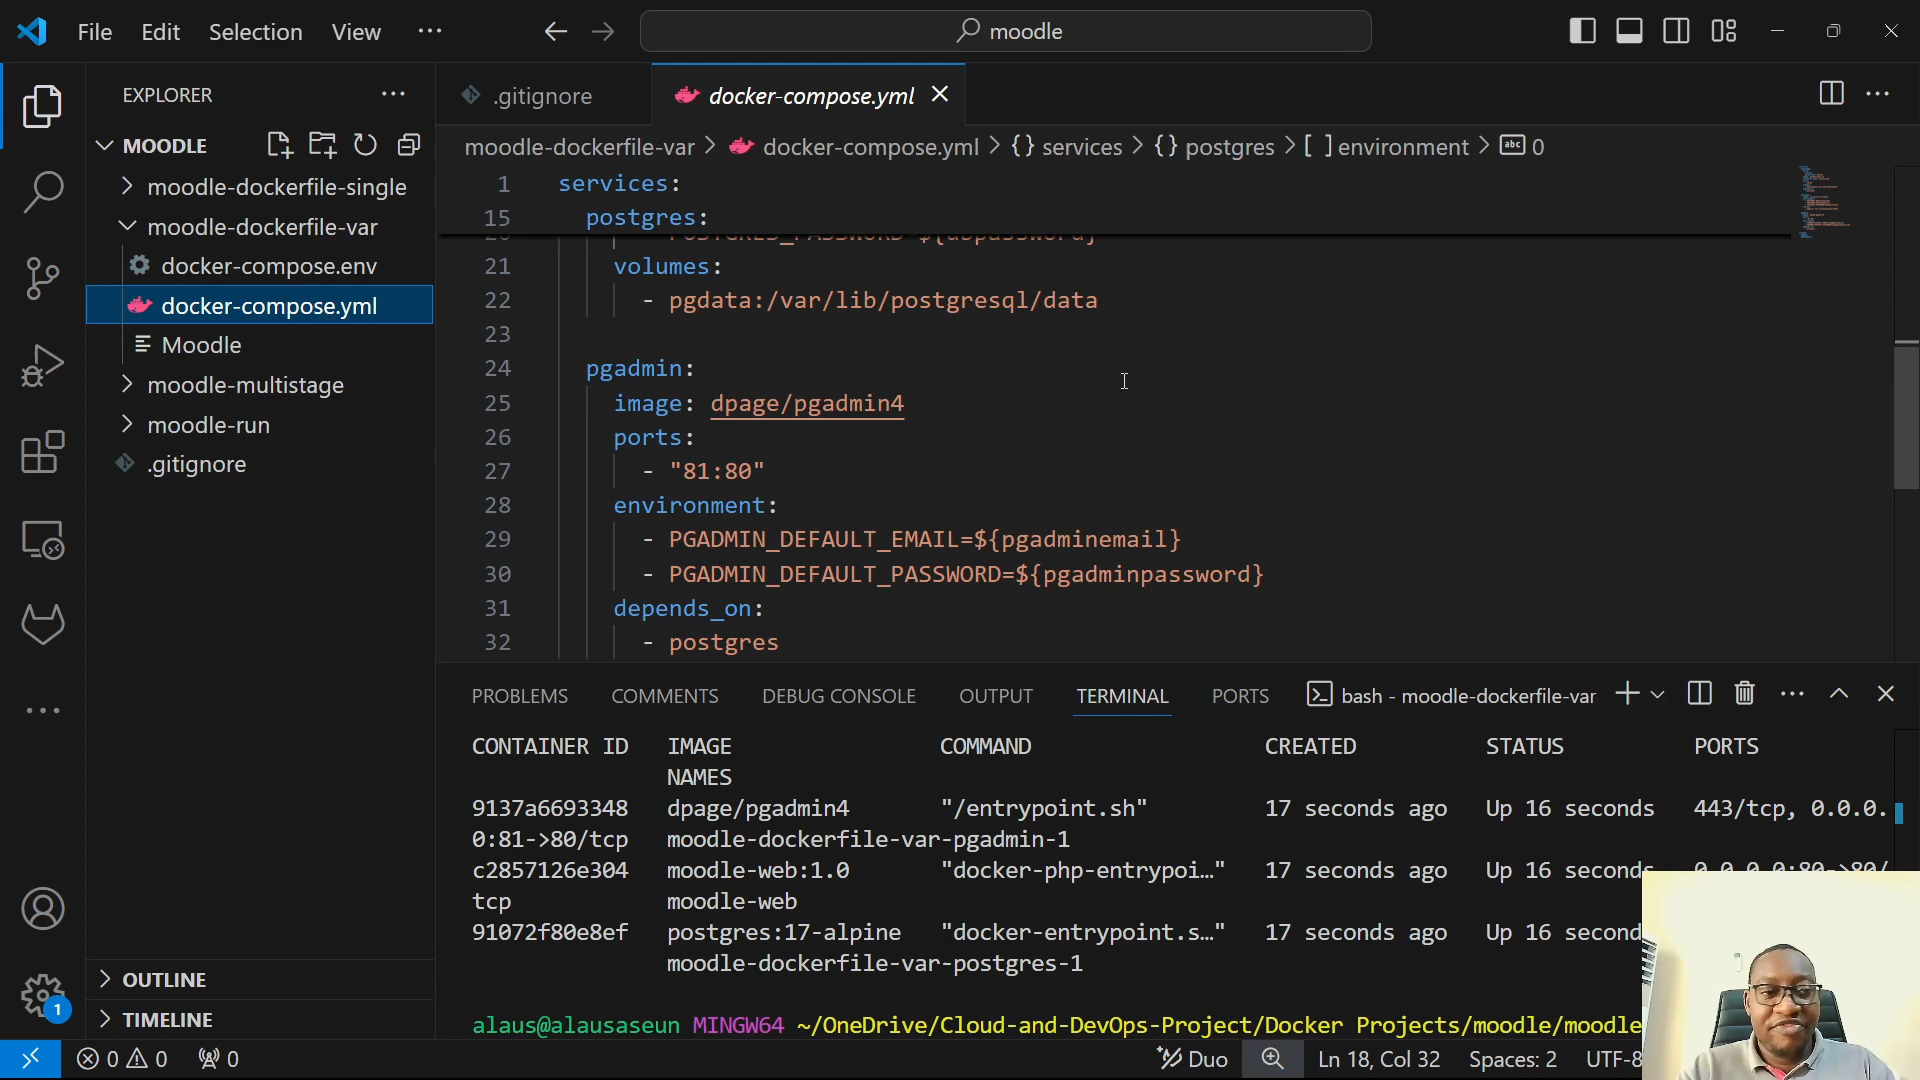 File Edit Selection View ···
moodle
EXPLORER ···
.gitignore
docker-compose.yml
MOODLE
moodle-dockerfile-var > docker-compose.yml > {} services > {} postgres > [ ] environment > abc 0
moodle-dockerfile-single
moodle-dockerfile-var
docker-compose.env
docker-compose.yml
Moodle
moodle-multistage
moodle-run
.gitignore
OUTLINE
TIMELINE
1 services:
15 postgres:
21 volumes:
22 - pgdata:/var/lib/postgresql/data
23
24 pgadmin:
25 image: dpage/pgadmin4
26 ports:
27 - "81:80"
28 environment:
29 - PGADMIN_DEFAULT_EMAIL=${pgadminemail}
30 - PGADMIN_DEFAULT_PASSWORD=${pgadminpassword}
31 depends_on:
32 - postgres
PROBLEMS COMMENTS DEBUG CONSOLE OUTPUT TERMINAL PORTS bash - moodle-dockerfile-var
CONTAINER ID IMAGE COMMAND CREATED STATUS PORTS
NAMES
9137a6693348 dpage/pgadmin4 "/entrypoint.sh" 17 seconds ago Up 16 seconds 443/tcp, 0.0.0.
0:81->80/tcp moodle-dockerfile-var-pgadmin-1
c2857126e304 moodle-web:1.0 "docker-php-entrypoi…" 17 seconds ago Up 16 seconds
tcp moodle-web
91072f80e8ef postgres:17-alpine "docker-entrypoint.s…" 17 seconds ago Up 16 second
moodle-dockerfile-var-postgres-1
alaus@alausaseun MINGW64 ~/OneDrive/Cloud-and-DevOps-Project/Docker Projects/moodle/moodle
1
0 0 0 Duo Ln 18, Col 32 Spaces: 2 UTF-8